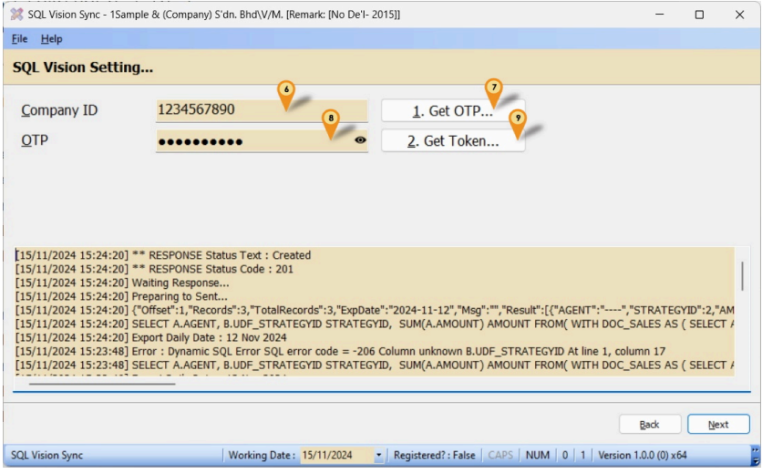 SQL Vision Sync - 1Sample & (Company) S'dn. Bhd\V/M. [Remark: [No De'l- 2015]]
File Help
SQL Vision Setting...
6 7
Company ID 1234567890 1. Get OTP...
8 9
OTP ●●●●●●●●●● 2. Get Token...
[15/11/2024 15:24:20] ** RESPONSE Status Text : Created
[15/11/2024 15:24:20] ** RESPONSE Status Code : 201
[15/11/2024 15:24:20] Waiting Response...
[15/11/2024 15:24:20] Preparing to Sent...
[15/11/2024 15:24:20] {"Offset":1,"Records":3,"TotalRecords":3,"ExpDate":"2024-11-12","Msg":"","Result":[{"AGENT":"----","STRATEGYID":2,"AM
[15/11/2024 15:24:20] SELECT A.AGENT, B.UDF_STRATEGYID STRATEGYID, SUM(A.AMOUNT) AMOUNT FROM( WITH DOC_SALES AS ( SELECT A
[15/11/2024 15:24:20] Export Daily Date : 12 Nov 2024
[15/11/2024 15:23:48] Error : Dynamic SQL Error SQL error code = -206 Column unknown B.UDF_STRATEGYID At line 1, column 17
[15/11/2024 15:23:48] SELECT A.AGENT, B.UDF_STRATEGYID STRATEGYID, SUM(A.AMOUNT) AMOUNT FROM( WITH DOC_SALES AS ( SELECT A
Back Next
SQL Vision Sync Working Date : 15/11/2024 Registered? : False CAPS NUM 0 1 Version 1.0.0 (0) x64